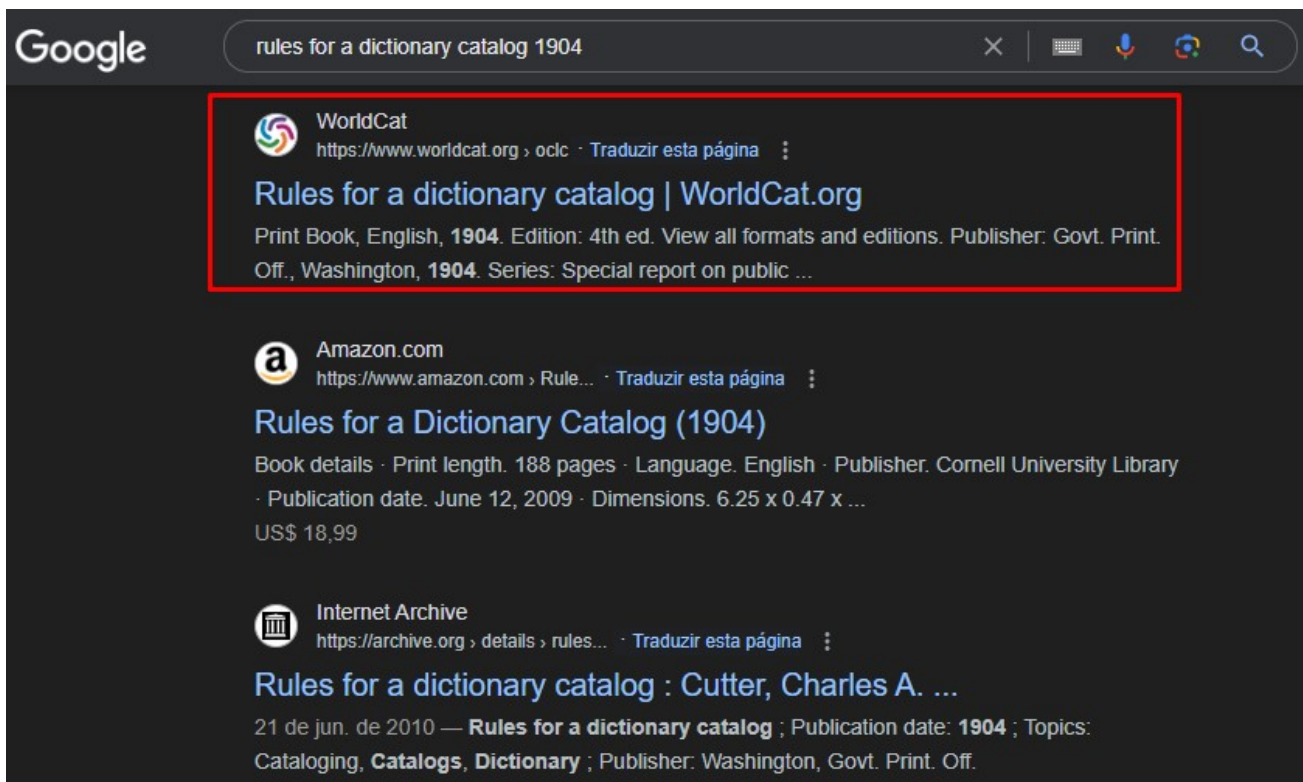 Google
rules for a dictionary catalog 1904
WorldCat
https://www.worldcat.org › oclc · Traduzir esta página
Rules for a dictionary catalog | WorldCat.org
Print Book, English, 1904. Edition: 4th ed. View all formats and editions. Publisher: Govt. Print.
Off., Washington, 1904. Series: Special report on public ...
a
Amazon.com
https://www.amazon.com › Rule... · Traduzir esta página
Rules for a Dictionary Catalog (1904)
Book details · Print length. 188 pages · Language. English · Publisher. Cornell University Library
· Publication date. June 12, 2009 · Dimensions. 6.25 x 0.47 x ...
US$ 18,99
Internet Archive
https://archive.org › details › rules... · Traduzir esta página
Rules for a dictionary catalog : Cutter, Charles A. ...
21 de jun. de 2010 — Rules for a dictionary catalog ; Publication date: 1904 ; Topics:
Cataloging, Catalogs, Dictionary ; Publisher: Washington, Govt. Print. Off.